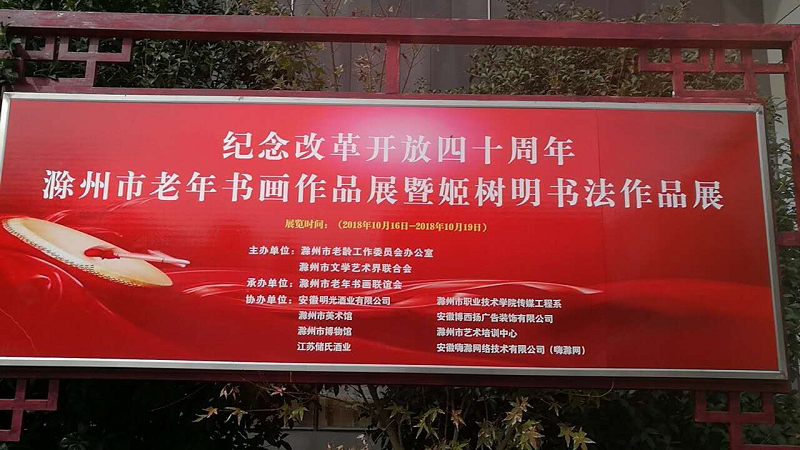 纪念改革开放四十周年
滁州市老年书画作品展暨姬树明书法作品展
展览时间：（2018年10月16日—2018年10月19日）
主办单位：滁州市老龄工作委员会办公室
滁州市文学艺术界联合会
承办单位：滁州市老年书画联谊会
协办单位：安徽明光酒业有限公司 滁州市职业技术学院传媒工程系
滁州市美术馆 安徽博西扬广告装饰有限公司
滁州市博物馆 滁州市艺术培训中心
江苏储氏酒业 安徽嗨滁网络技术有限公司（嗨滁网）